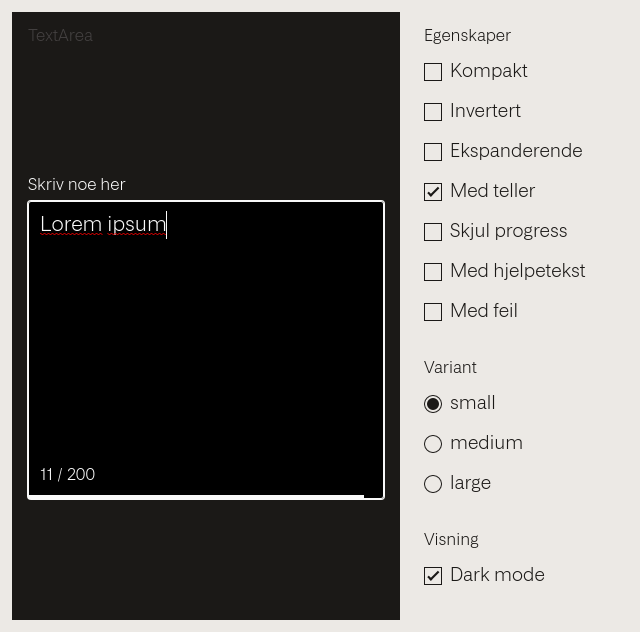 TextArea
Skriv noe her
Lorem ipsum
11 / 200
Egenskaper
Kompakt
Invertert
Ekspanderende
Med teller
Skjul progress
Med hjelpetekst
Med feil
Variant
small
medium
large
Visning
Dark mode